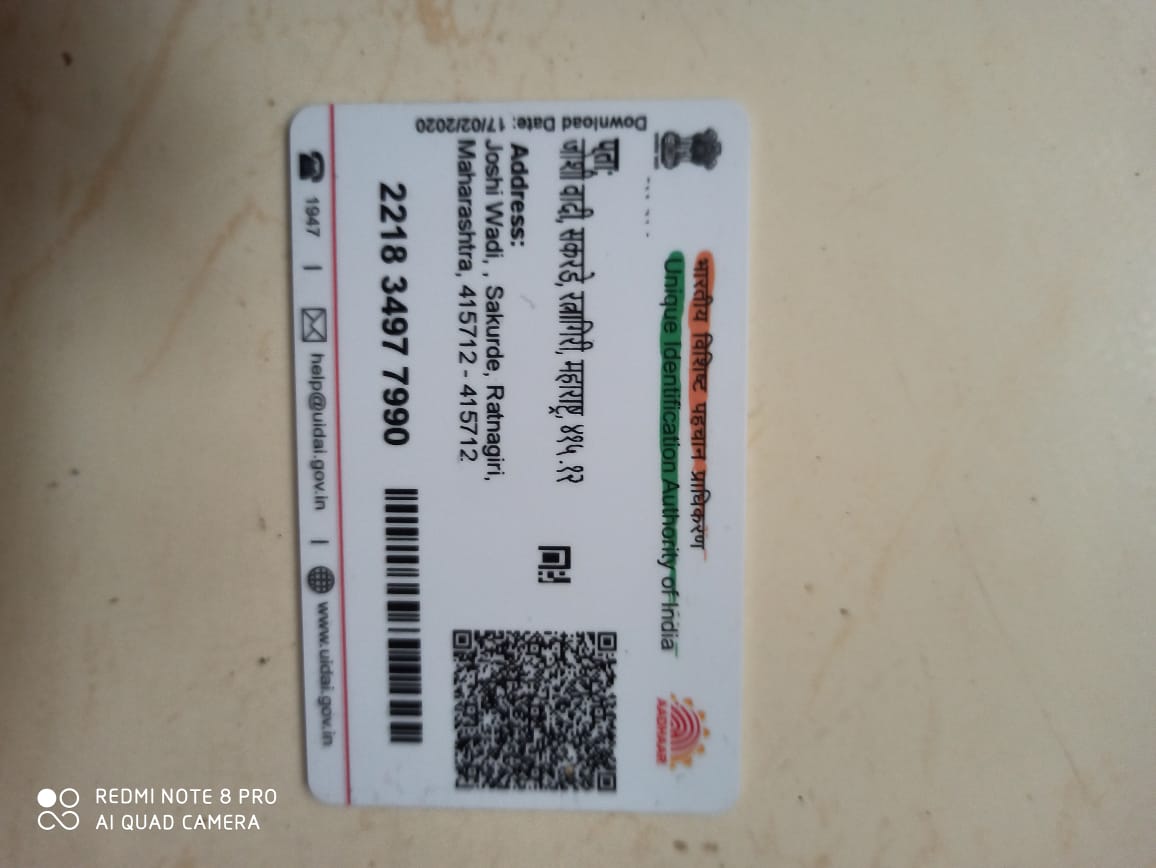 भारतीय विशिष्ट पहचान प्राधिकरण
Unique Identification Authority of India
AADHAAR
Download Date: 17/02/2020
पत्ता:
जोशी वाडी, सकरडे, रत्नागिरी, महाराष्ट्र,
Address:
Joshi Wadi, , Sakurde, Ratnagiri,
Maharashtra, 415712 - 415712
2218 3497 7990
1947 | help@uidai.gov.in | www.uidai.gov.in
REDMI NOTE 8 PRO
AI QUAD CAMERA